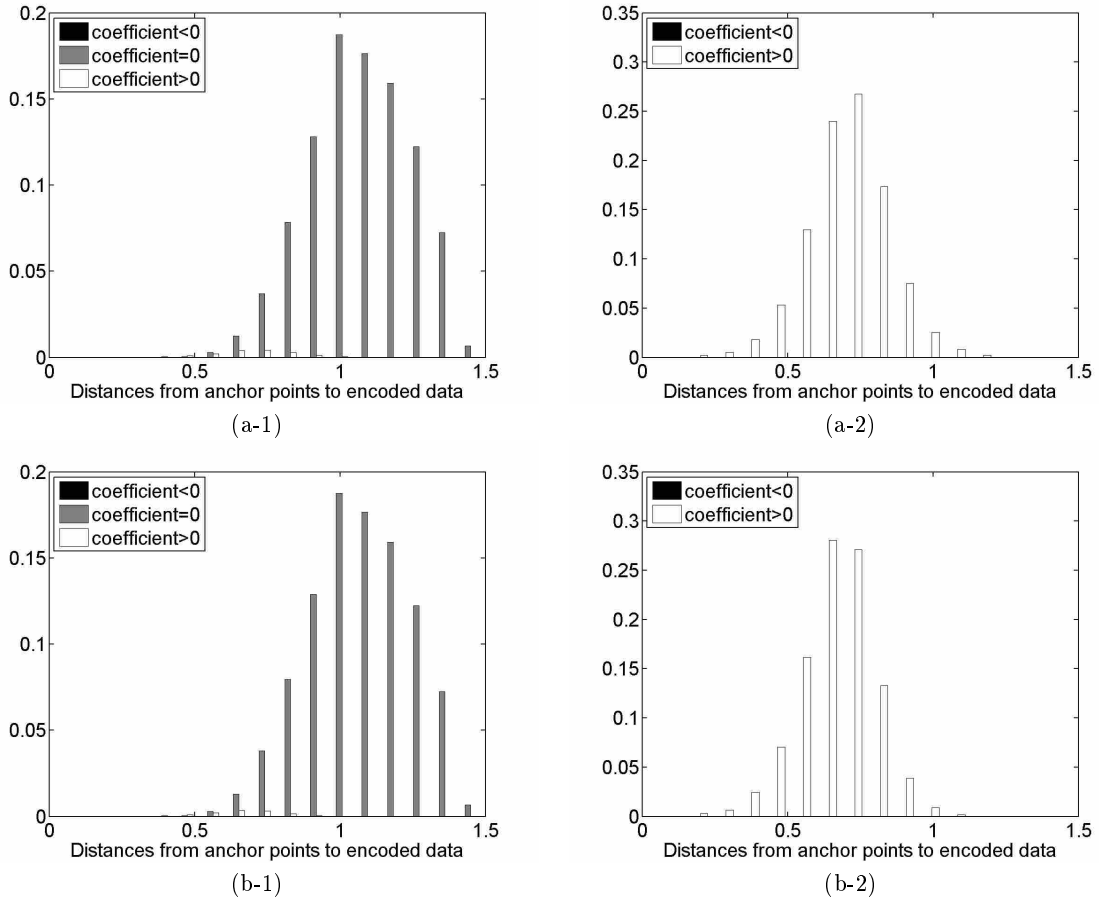 0.2
0.15
0.1
0.05
0
coefficient<0
coefficient=0
coefficient>0
0 0.5 1 1.5
Distances from anchor points to encoded data
(a-1)
0.35
0.3
0.25
0.2
0.15
0.1
0.05
0
coefficient<0
coefficient>0
0 0.5 1 1.5
Distances from anchor points to encoded data
(a-2)
0.2
0.15
0.1
0.05
0
coefficient<0
coefficient=0
coefficient>0
0 0.5 1 1.5
Distances from anchor points to encoded data
(b-1)
0.35
0.3
0.25
0.2
0.15
0.1
0.05
0
coefficient<0
coefficient>0
0 0.5 1 1.5
Distances from anchor points to encoded data
(b-2)